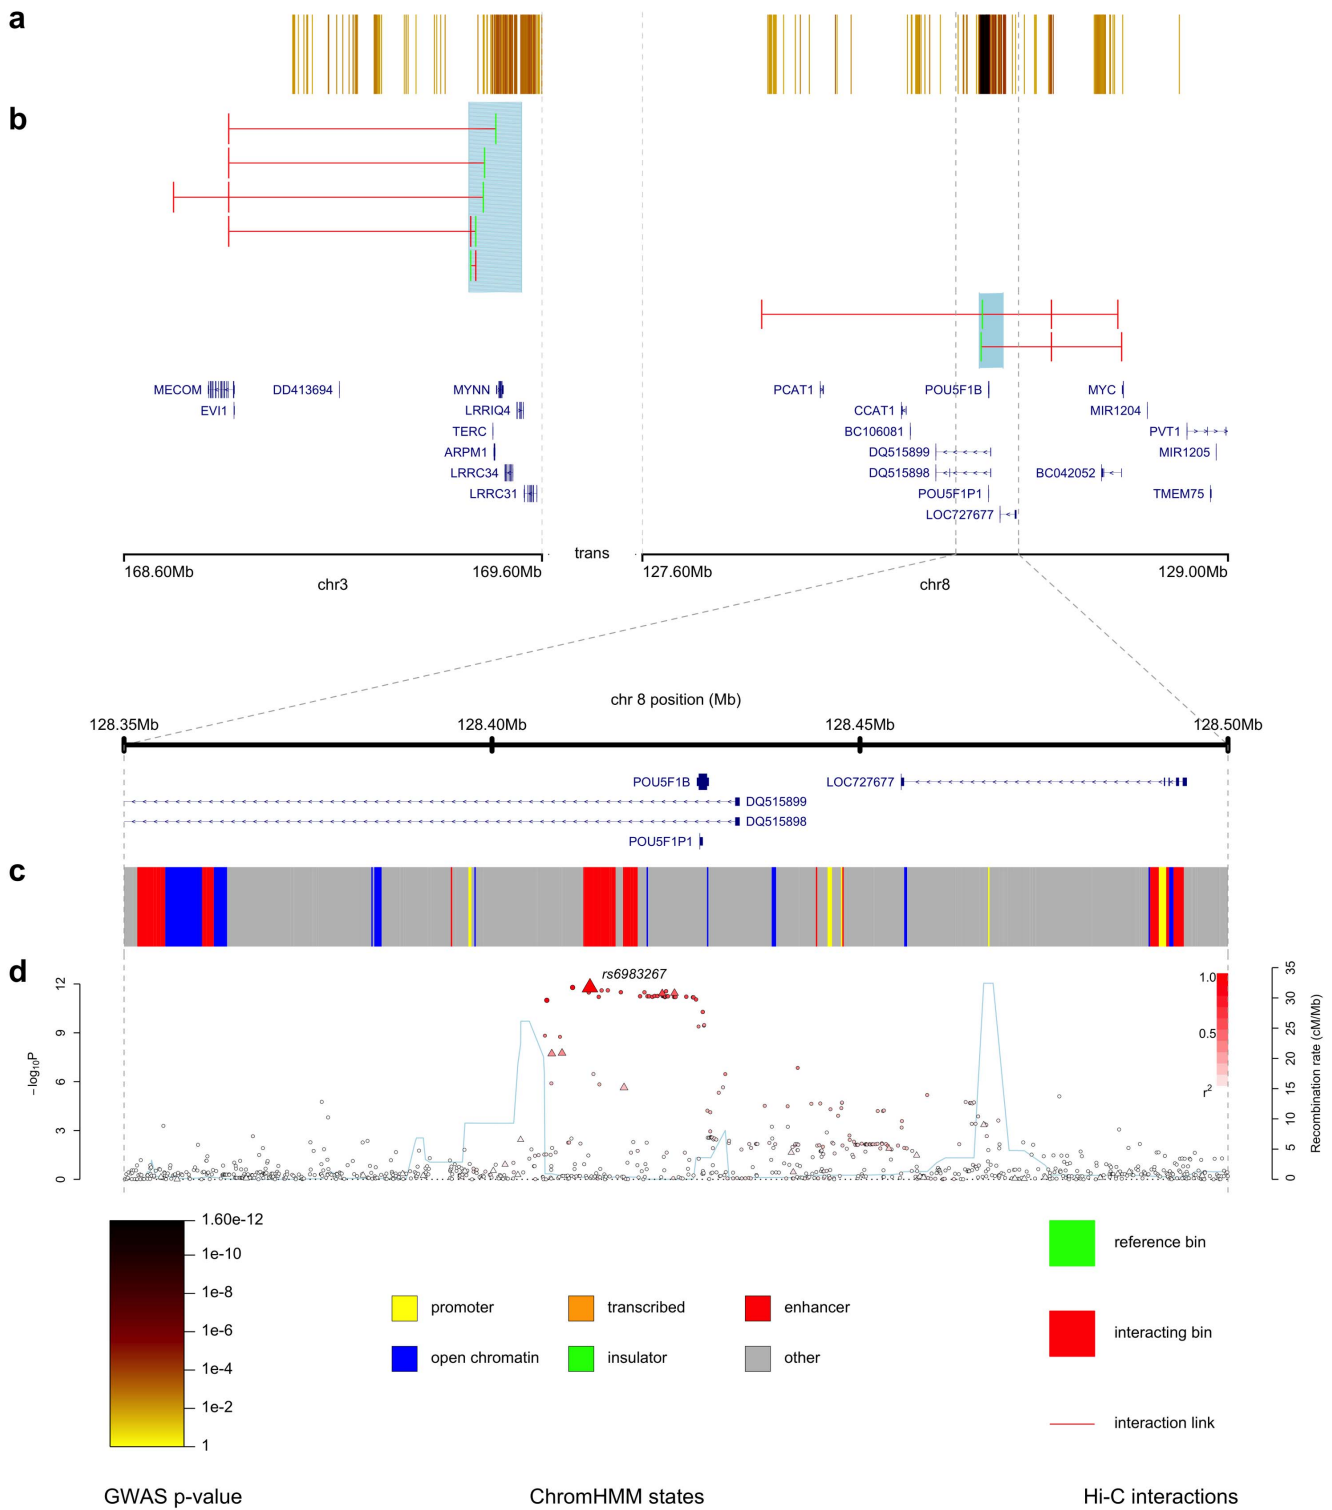 a
b
MECOM
DD413694
MYNN
PCAT1
POU5F1B
MYC
EVI1
LRRIQ4
CCAT1
MIR1204
TERC
BC106081
PVT1
ARPM1
DQ515899
MIR1205
LRRC34
DQ515898
BC042052
LRRC31
POU5F1P1
TMEM75
LOC727677
trans
168.60Mb
169.60Mb
127.60Mb
129.00Mb
chr3
chr8
chr 8 position (Mb)
128.35Mb
128.40Mb
128.45Mb
128.50Mb
POU5F1B
LOC727677
DQ515899
DQ515898
POU5F1P1
c
d
rs6983267
12
9
6
3
0
−log10P
1.0
0.5
r2
35
30
25
20
15
10
5
0
Recombination rate (cM/Mb)
1.60e-12
1e-10
1e-8
1e-6
1e-4
1e-2
1
promoter
transcribed
enhancer
open chromatin
insulator
other
reference bin
interacting bin
interaction link
GWAS p-value
ChromHMM states
Hi-C interactions